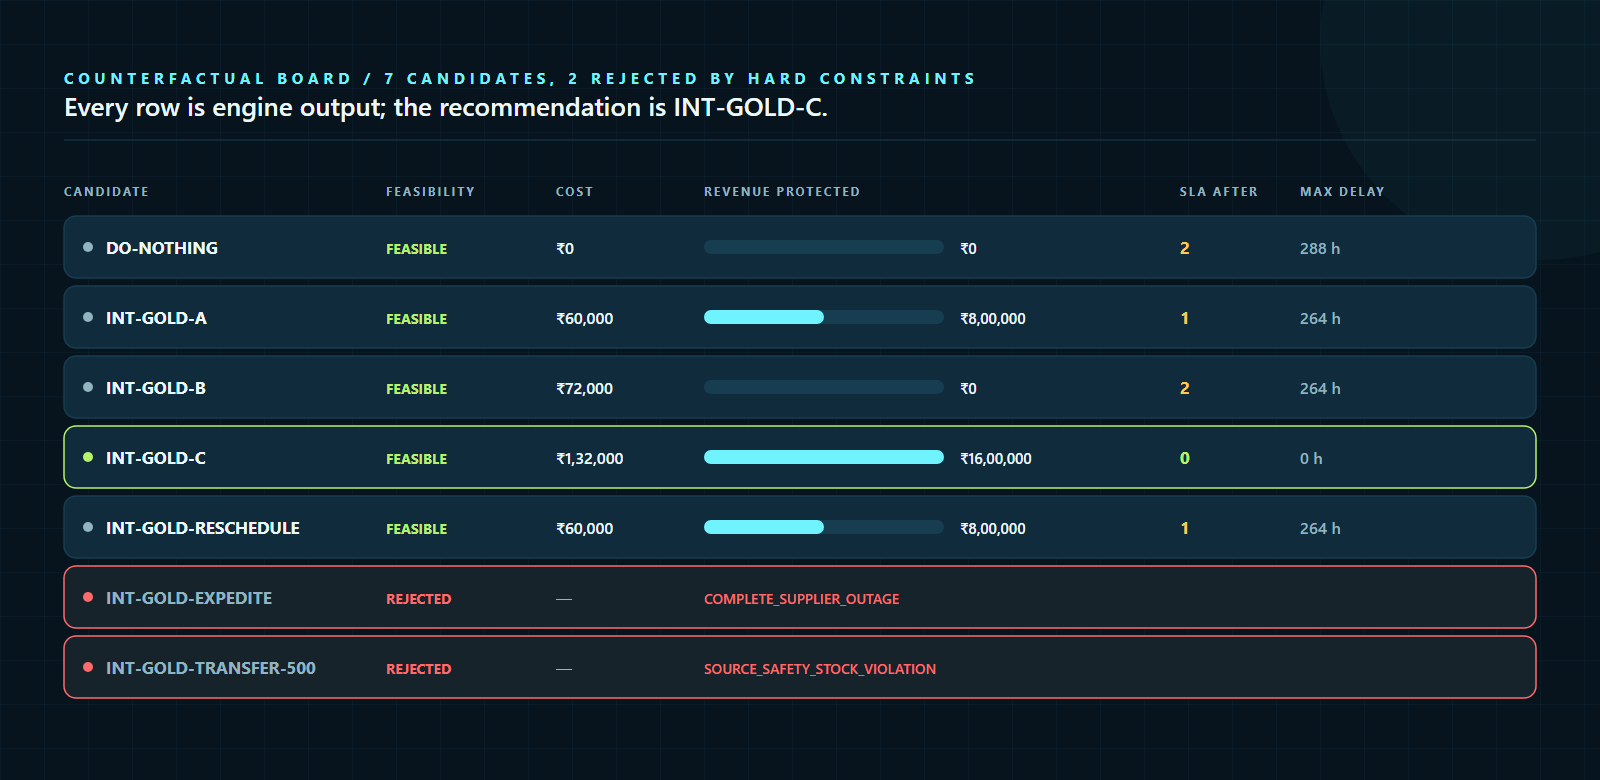 COUNTERFACTUAL BOARD / 7 CANDIDATES, 2 REJECTED BY HARD CONSTRAINTS
Every row is engine output; the recommendation is INT-GOLD-C.
CANDIDATE FEASIBILITY COST REVENUE PROTECTED SLA AFTER MAX DELAY
DO-NOTHING FEASIBLE ₹0 ₹0 2 288 h
INT-GOLD-A FEASIBLE ₹60,000 ₹8,00,000 1 264 h
INT-GOLD-B FEASIBLE ₹72,000 ₹0 2 264 h
INT-GOLD-C FEASIBLE ₹1,32,000 ₹16,00,000 0 0 h
INT-GOLD-RESCHEDULE FEASIBLE ₹60,000 ₹8,00,000 1 264 h
INT-GOLD-EXPEDITE REJECTED — COMPLETE_SUPPLIER_OUTAGE
INT-GOLD-TRANSFER-500 REJECTED — SOURCE_SAFETY_STOCK_VIOLATION